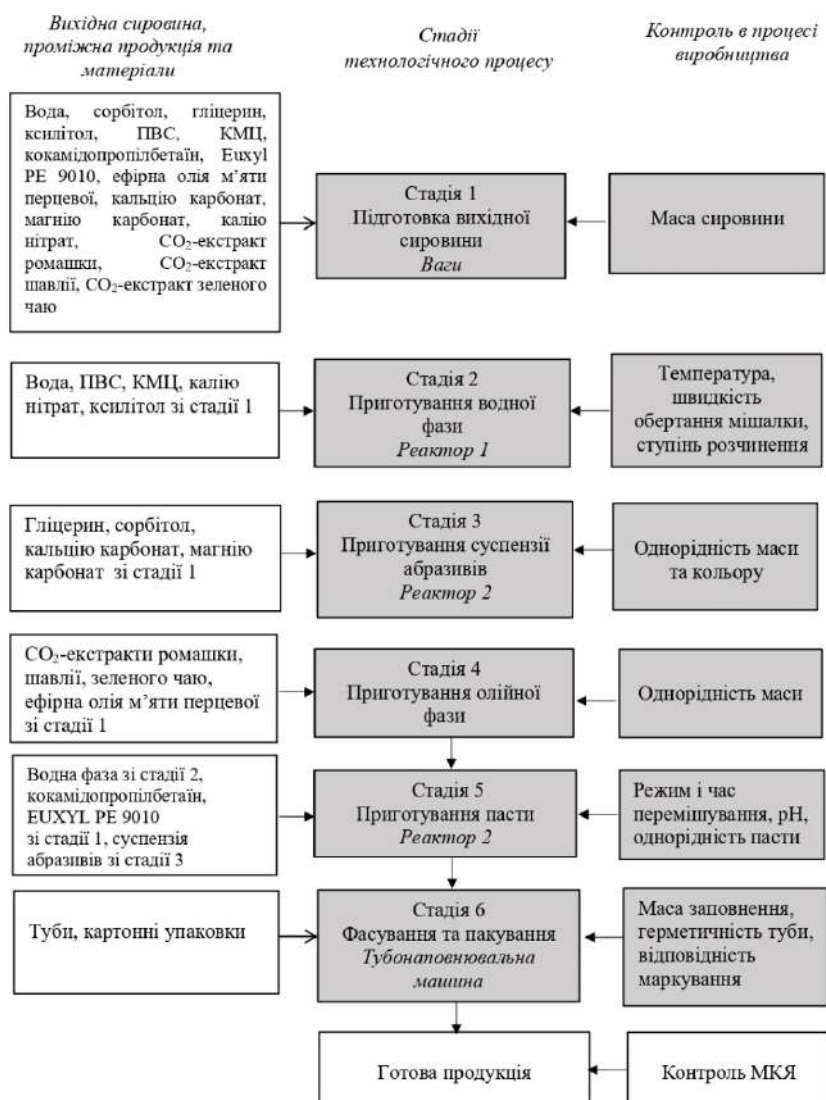 Вихідна сировина,
проміжна продукція та
матеріали
Стадії
технологічного процесу
Контроль в процесі
виробництва
Вода, сорбітол, гліцерин,
ксилітол, ПВС, КМЦ,
кокамідопропілбетаїн, Euxyl
PE 9010, ефірна олія м’яти
перцевої, кальцію карбонат,
магнію карбонат, калію
нітрат, CO₂-екстракт
ромашки, CO₂-екстракт
шавлії, CO₂-екстракт зеленого
чаю
Стадія 1
Підготовка вихідної
сировини
Ваги
Маса сировини
Вода, ПВС, КМЦ, калію
нітрат, ксилітол зі стадії 1
Стадія 2
Приготування водної
фази
Реактор 1
Температура,
швидкість
обертання мішалки,
ступінь розчинення
Гліцерин, сорбітол,
кальцію карбонат, магнію
карбонат зі стадії 1
Стадія 3
Приготування суспензії
абразивів
Реактор 2
Однорідність маси
та кольору
CO₂-екстракти ромашки,
шавлії, зеленого чаю,
ефірна олія м’яти перцевої
зі стадії 1
Стадія 4
Приготування олійної
фази
Однорідність маси
Водна фаза зі стадії 2,
кокамідопропілбетаїн,
EUXYL PE 9010
зі стадії 1, суспензія
абразивів зі стадії 3
Стадія 5
Приготування пасти
Реактор 2
Режим і час
перемішування, pH,
однорідність пасти
Туби, картонні упаковки
Стадія 6
Фасування та пакування
Тубонаповнювальна
машина
Маса заповнення,
герметичність туби,
відповідність
маркування
Готова продукція
Контроль МКЯ